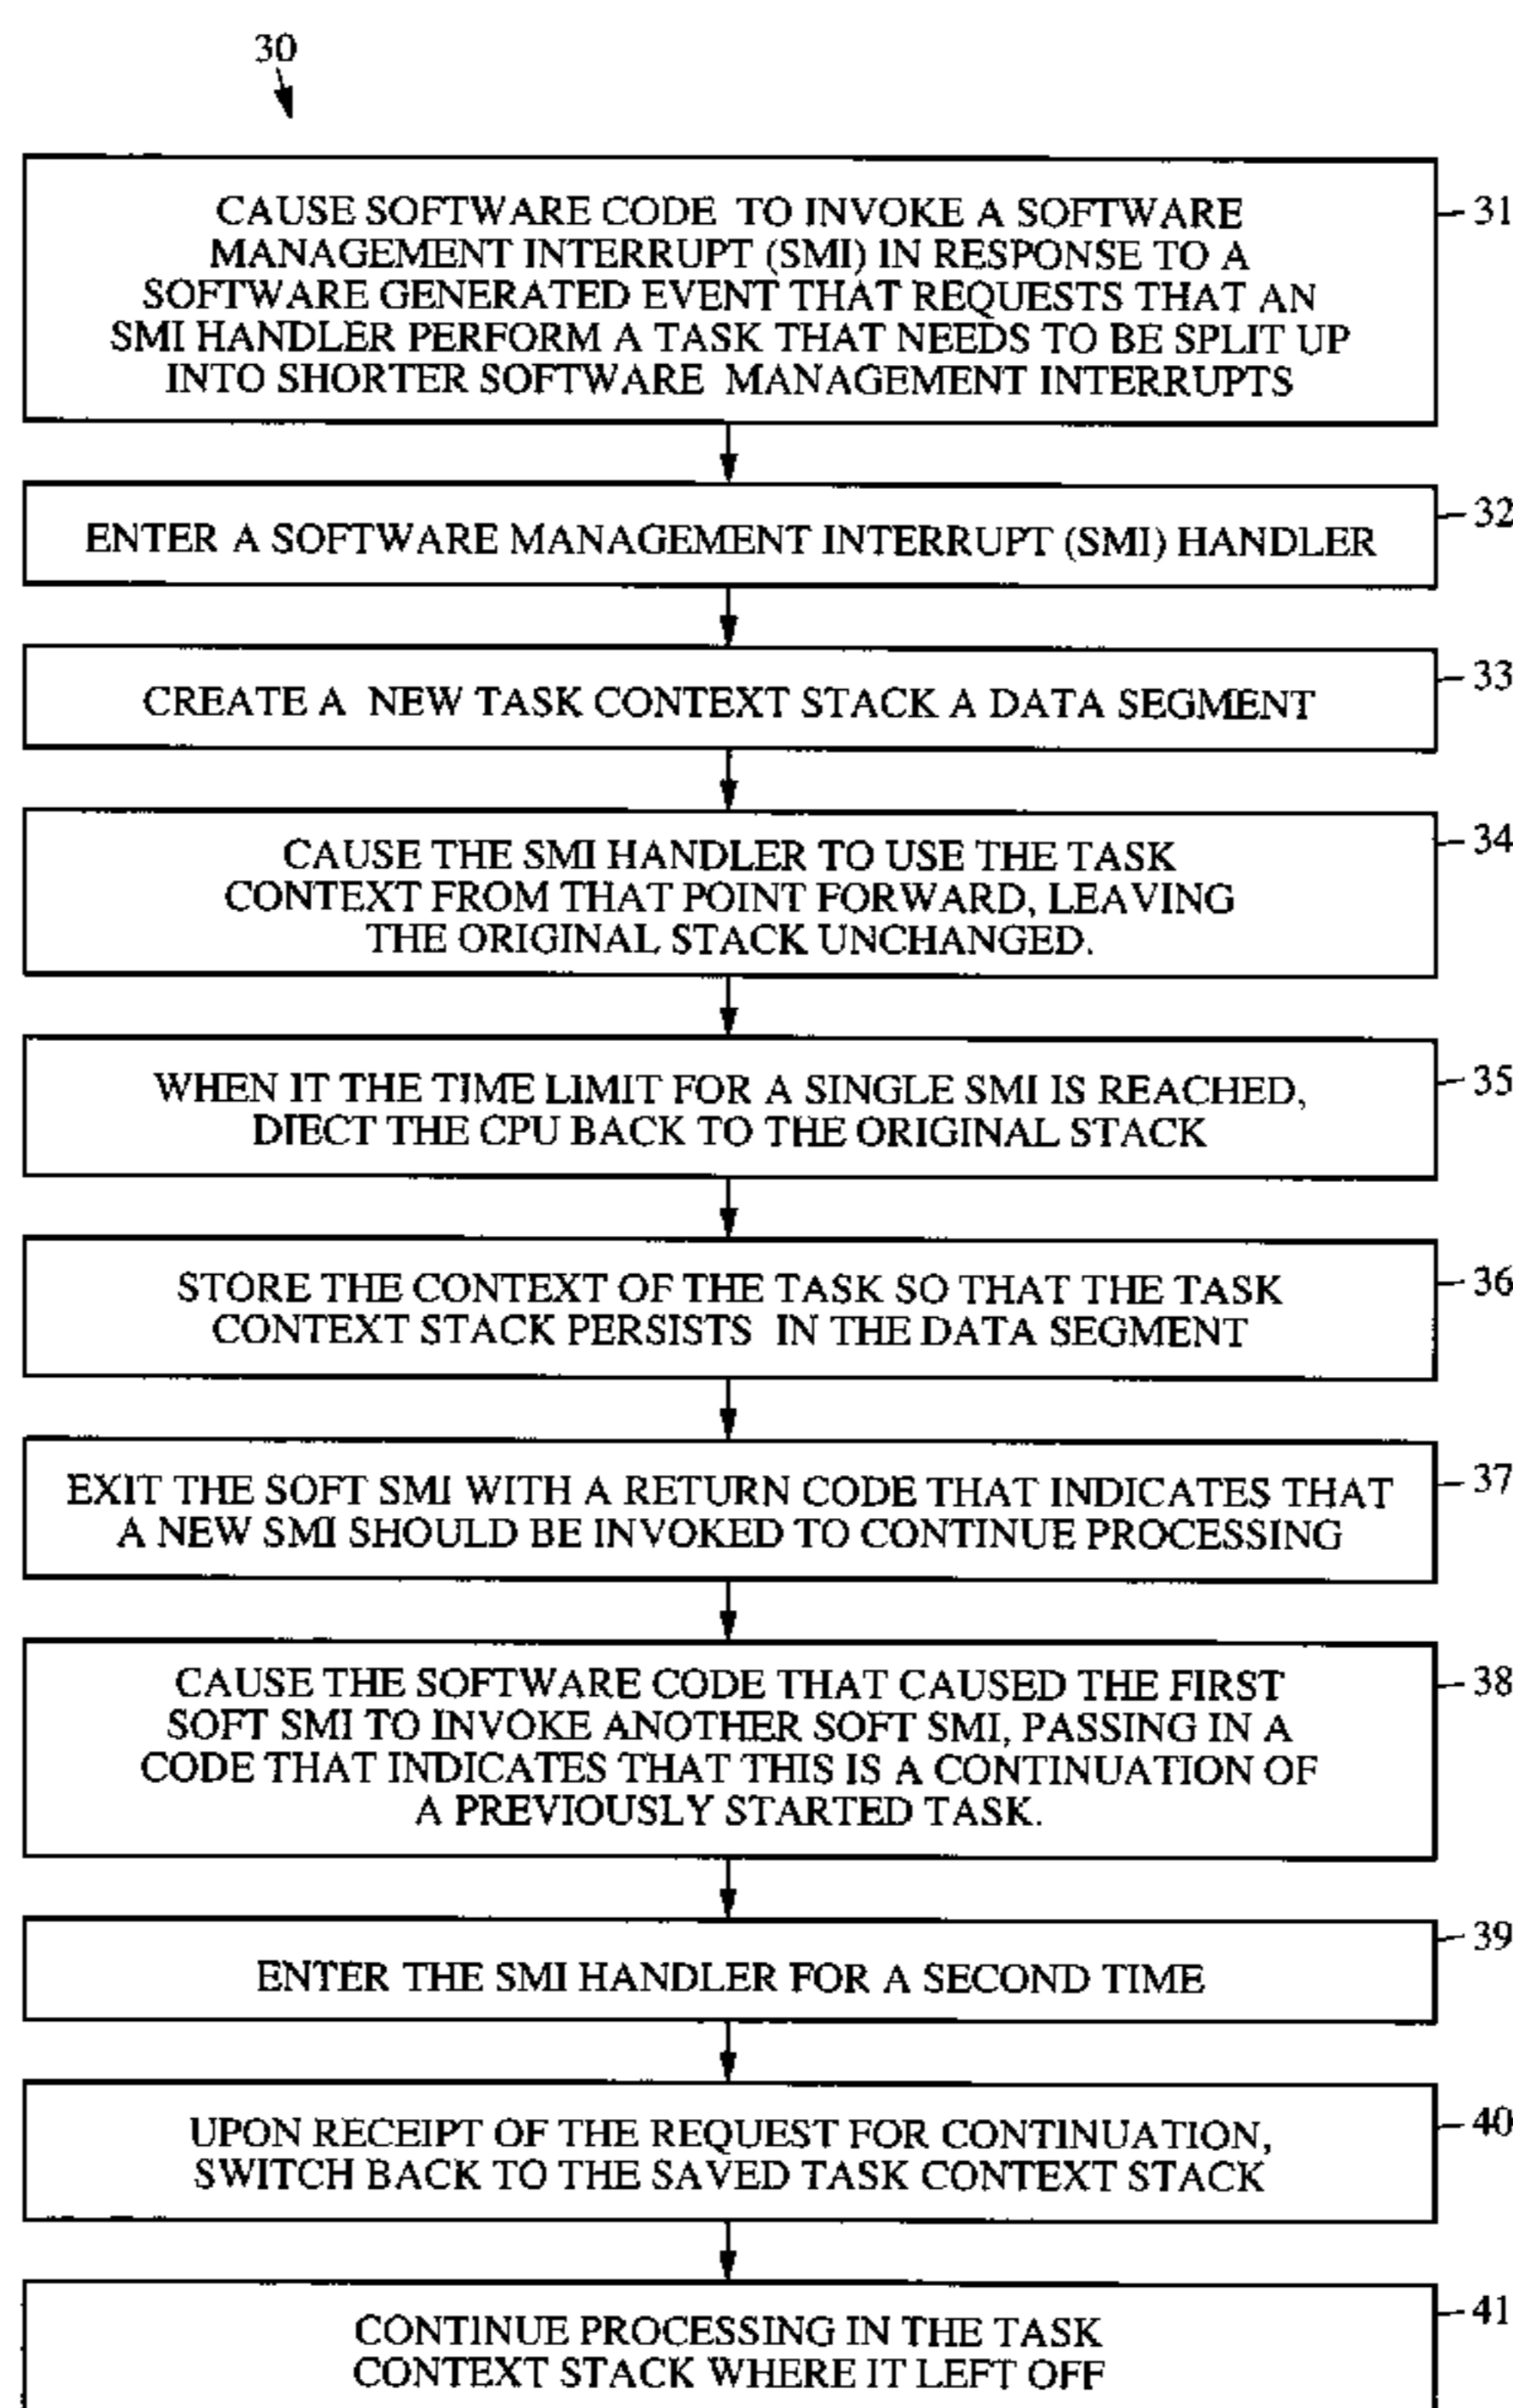 30
CAUSE SOFTWARE CODE TO INVOKE A SOFTWARE
MANAGEMENT INTERRUPT (SMI) IN RESPONSE TO A
SOFTWARE GENERATED EVENT THAT REQUESTS THAT AN
SMI HANDLER PERFORM A TASK THAT NEEDS TO BE SPLIT UP
INTO SHORTER SOFTWARE MANAGEMENT INTERRUPTS
31
ENTER A SOFTWARE MANAGEMENT INTERRUPT (SMI) HANDLER
32
CREATE A NEW TASK CONTEXT STACK A DATA SEGMENT
33
CAUSE THE SMI HANDLER TO USE THE TASK
CONTEXT FROM THAT POINT FORWARD, LEAVING
THE ORIGINAL STACK UNCHANGED.
34
WHEN IT THE TIME LIMIT FOR A SINGLE SMI IS REACHED,
DIECT THE CPU BACK TO THE ORIGINAL STACK
35
STORE THE CONTEXT OF THE TASK SO THAT THE TASK
CONTEXT STACK PERSISTS IN THE DATA SEGMENT
36
EXIT THE SOFT SMI WITH A RETURN CODE THAT INDICATES THAT
A NEW SMI SHOULD BE INVOKED TO CONTINUE PROCESSING
37
CAUSE THE SOFTWARE CODE THAT CAUSED THE FIRST
SOFT SMI TO INVOKE ANOTHER SOFT SMI, PASSING IN A
CODE THAT INDICATES THAT THIS IS A CONTINUATION OF
A PREVIOUSLY STARTED TASK.
38
ENTER THE SMI HANDLER FOR A SECOND TIME
39
UPON RECEIPT OF THE REQUEST FOR CONTINUATION,
SWITCH BACK TO THE SAVED TASK CONTEXT STACK
40
CONTINUE PROCESSING IN THE TASK
CONTEXT STACK WHERE IT LEFT OFF
41